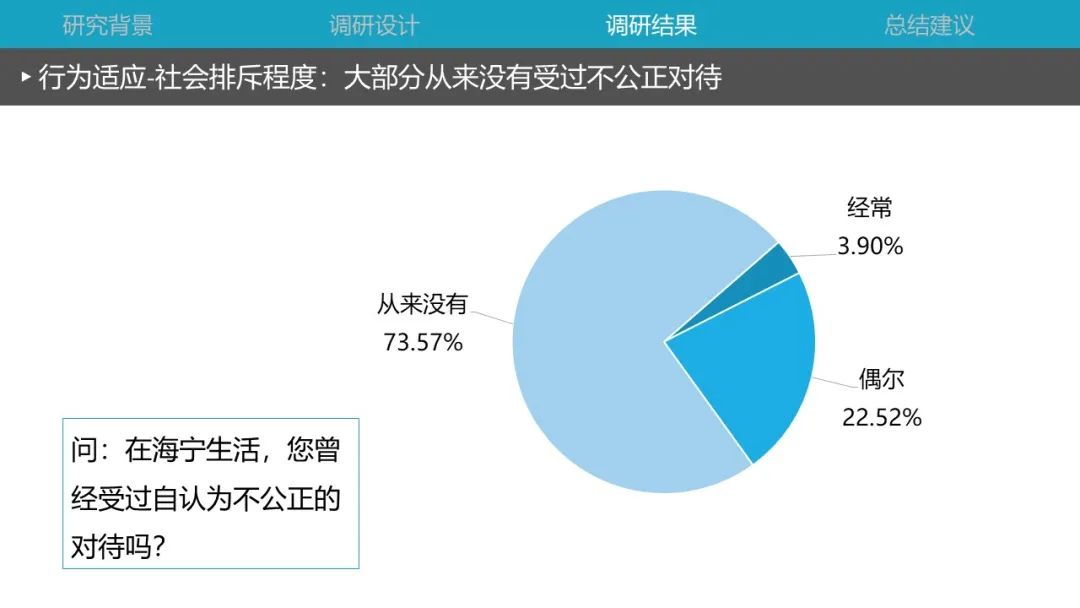 研究背景 调研设计 调研结果 总结建议
行为适应-社会排斥程度：大部分从来没有受过不公正对待
经常
3.90%
从来没有
73.57%
偶尔
22.52%
问：在海宁生活，您曾
经受过自认为不公正的
对待吗？